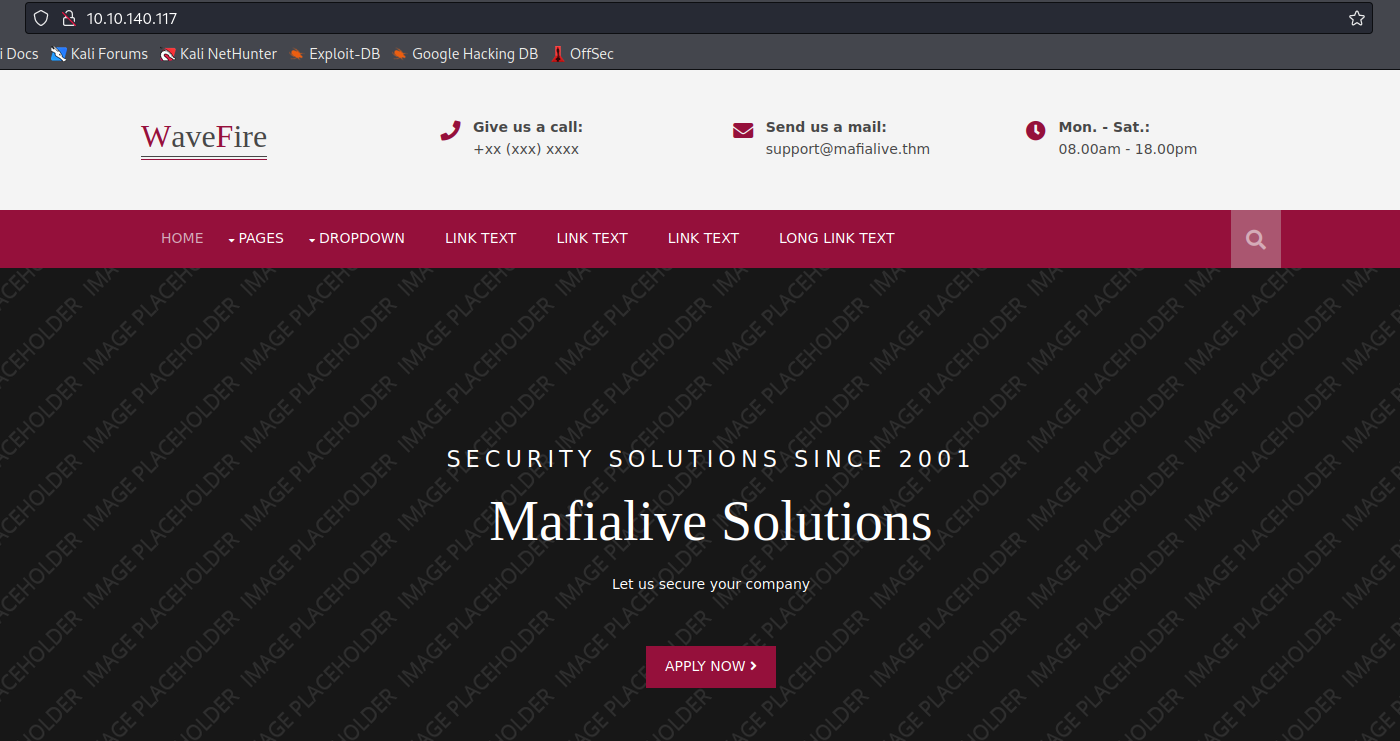 10.10.140.117
i Docs Kali Forums Kali NetHunter Exploit-DB Google Hacking DB OffSec
WaveFire
Give us a call:
+xx (xxx) xxxx
Send us a mail:
support@mafialive.thm
Mon. - Sat.:
08.00am - 18.00pm
HOME PAGES DROPDOWN LINK TEXT LINK TEXT LINK TEXT LONG LINK TEXT
IMAGE PLACEHOLDER
SECURITY SOLUTIONS SINCE 2001
Mafialive Solutions
Let us secure your company
APPLY NOW